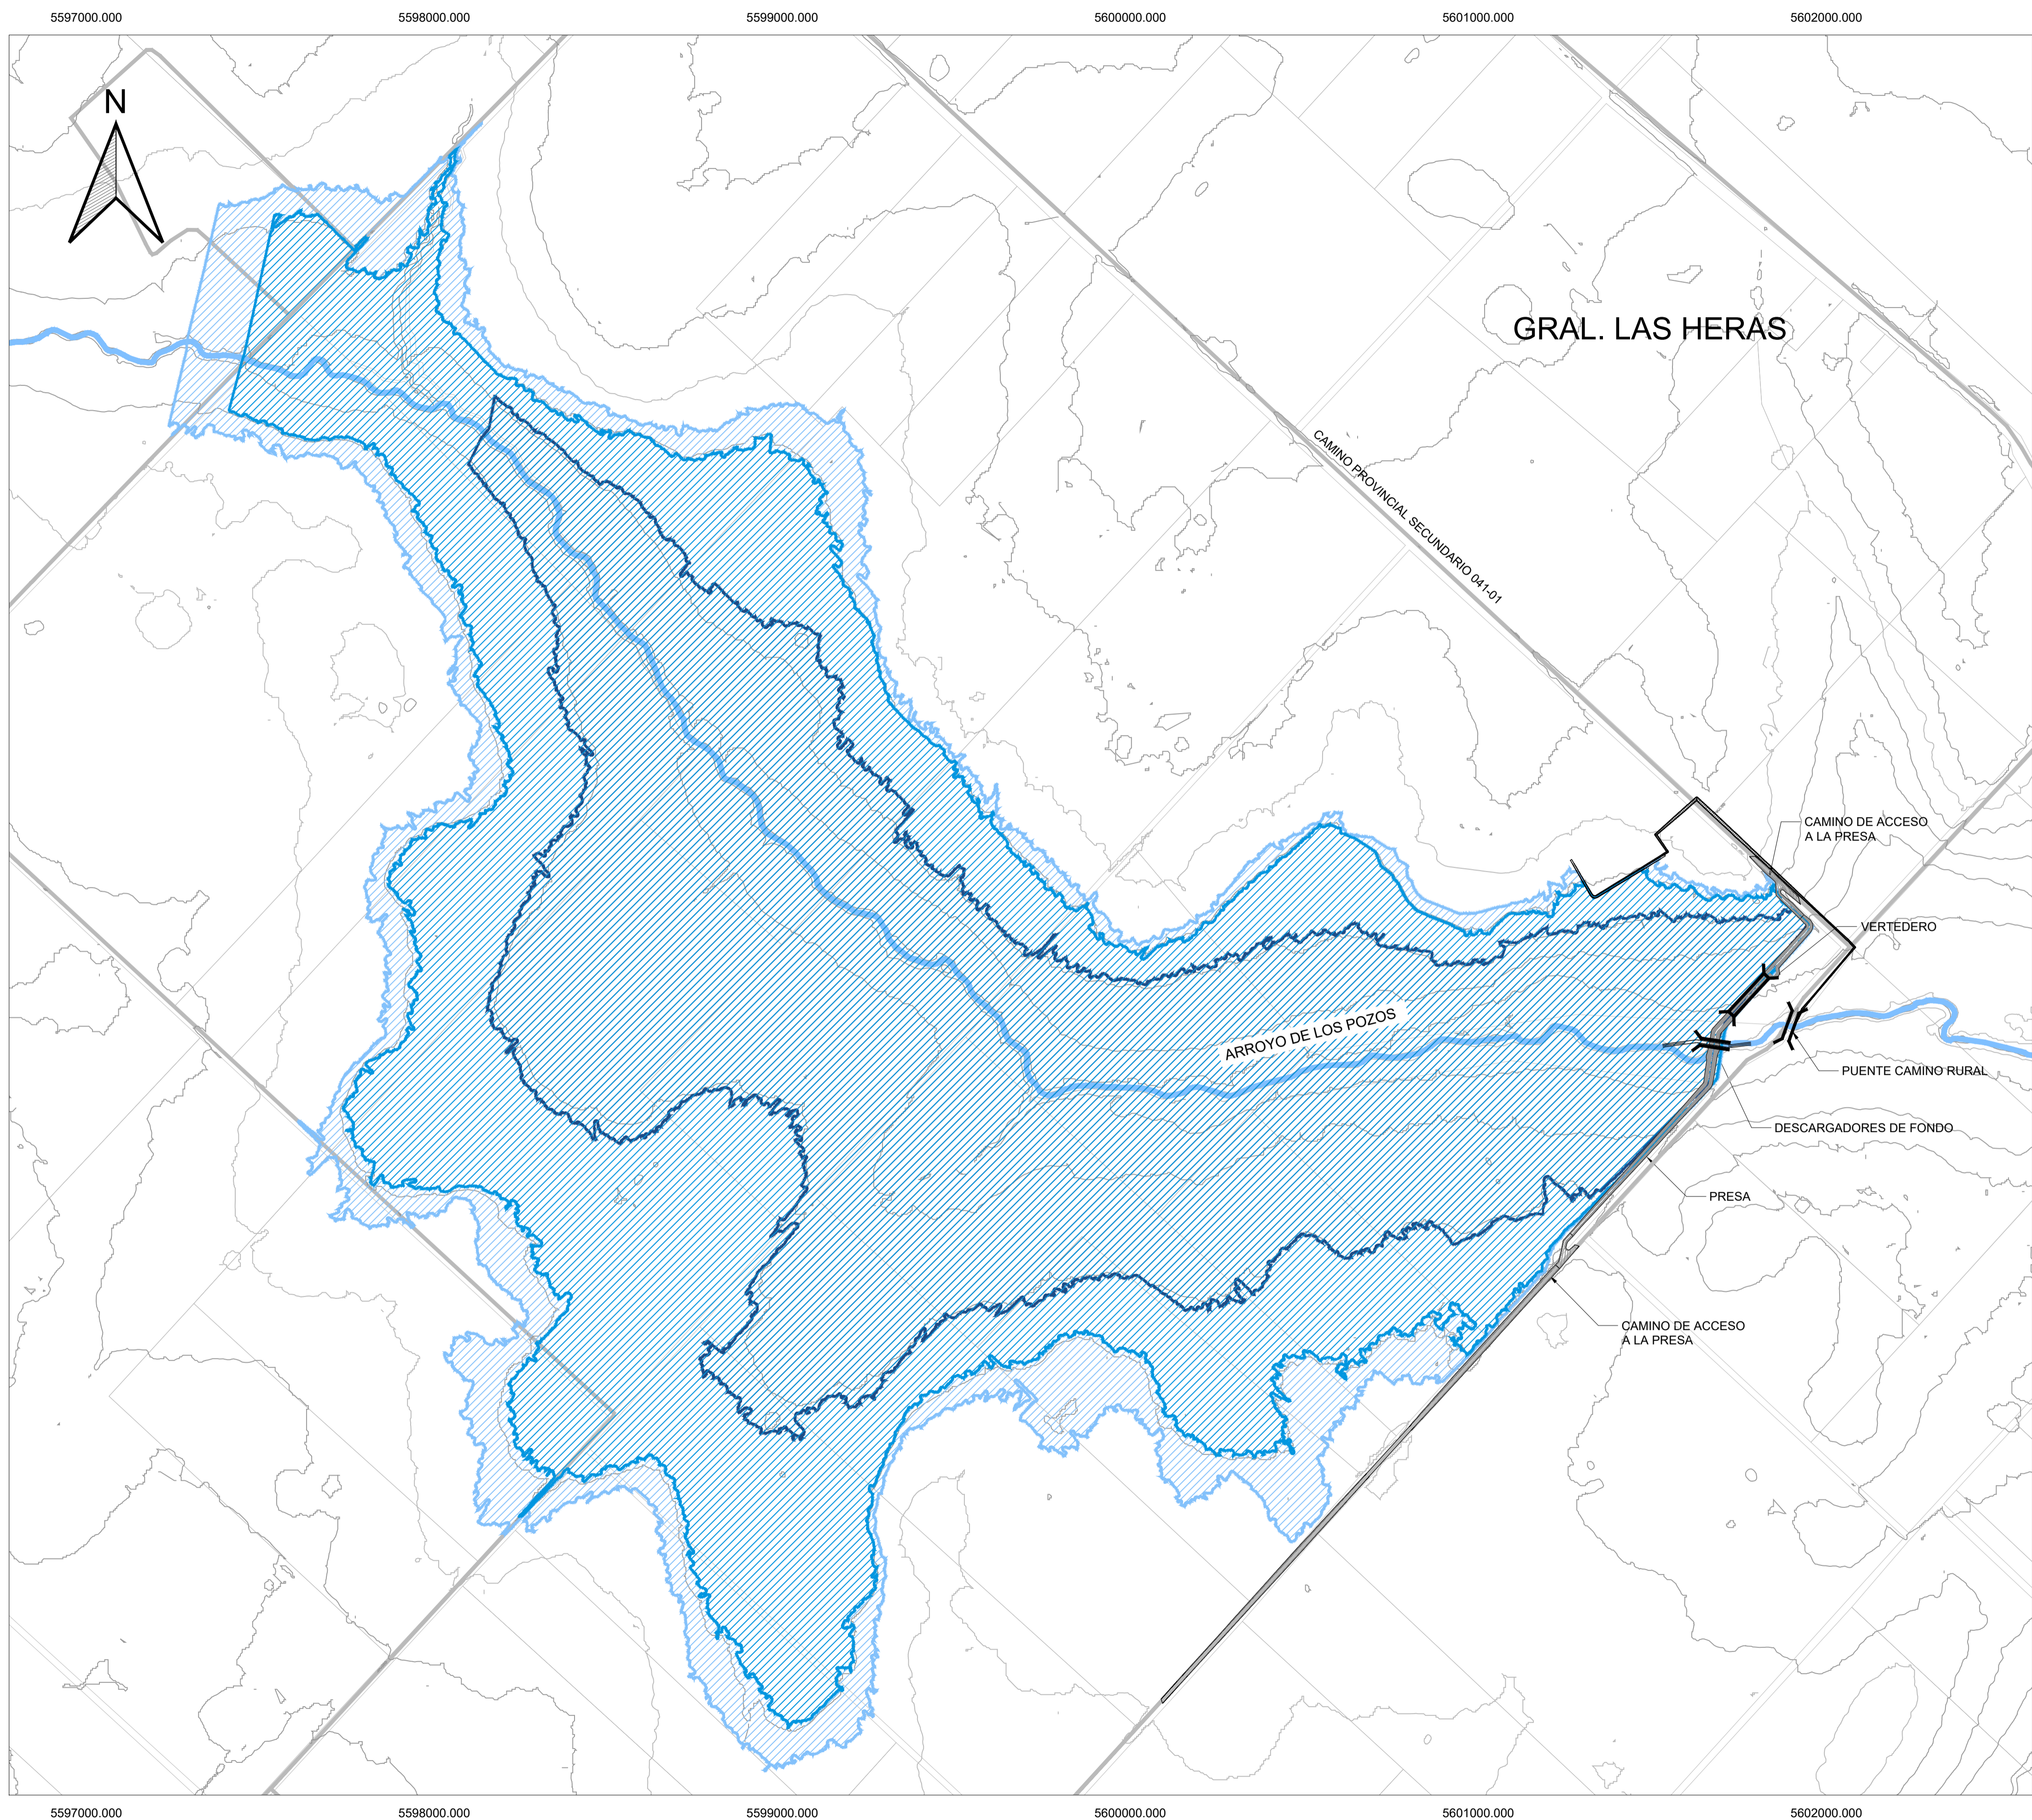 5597000.000 5598000.000 5599000.000 5600000.000 5601000.000 5602000.000
N
GRAL. LAS HERAS
CAMINO PROVINCIAL SECUNDARIO 041-01
CAMINO DE ACCESO
A LA PRESA
VERTEDERO
ARROYO DE LOS POZOS
PUENTE CAMINO RURAL
DESCARGADORES DE FONDO
PRESA
CAMINO DE ACCESO
A LA PRESA
5597000.000 5598000.000 5599000.000 5600000.000 5601000.000 5602000.000